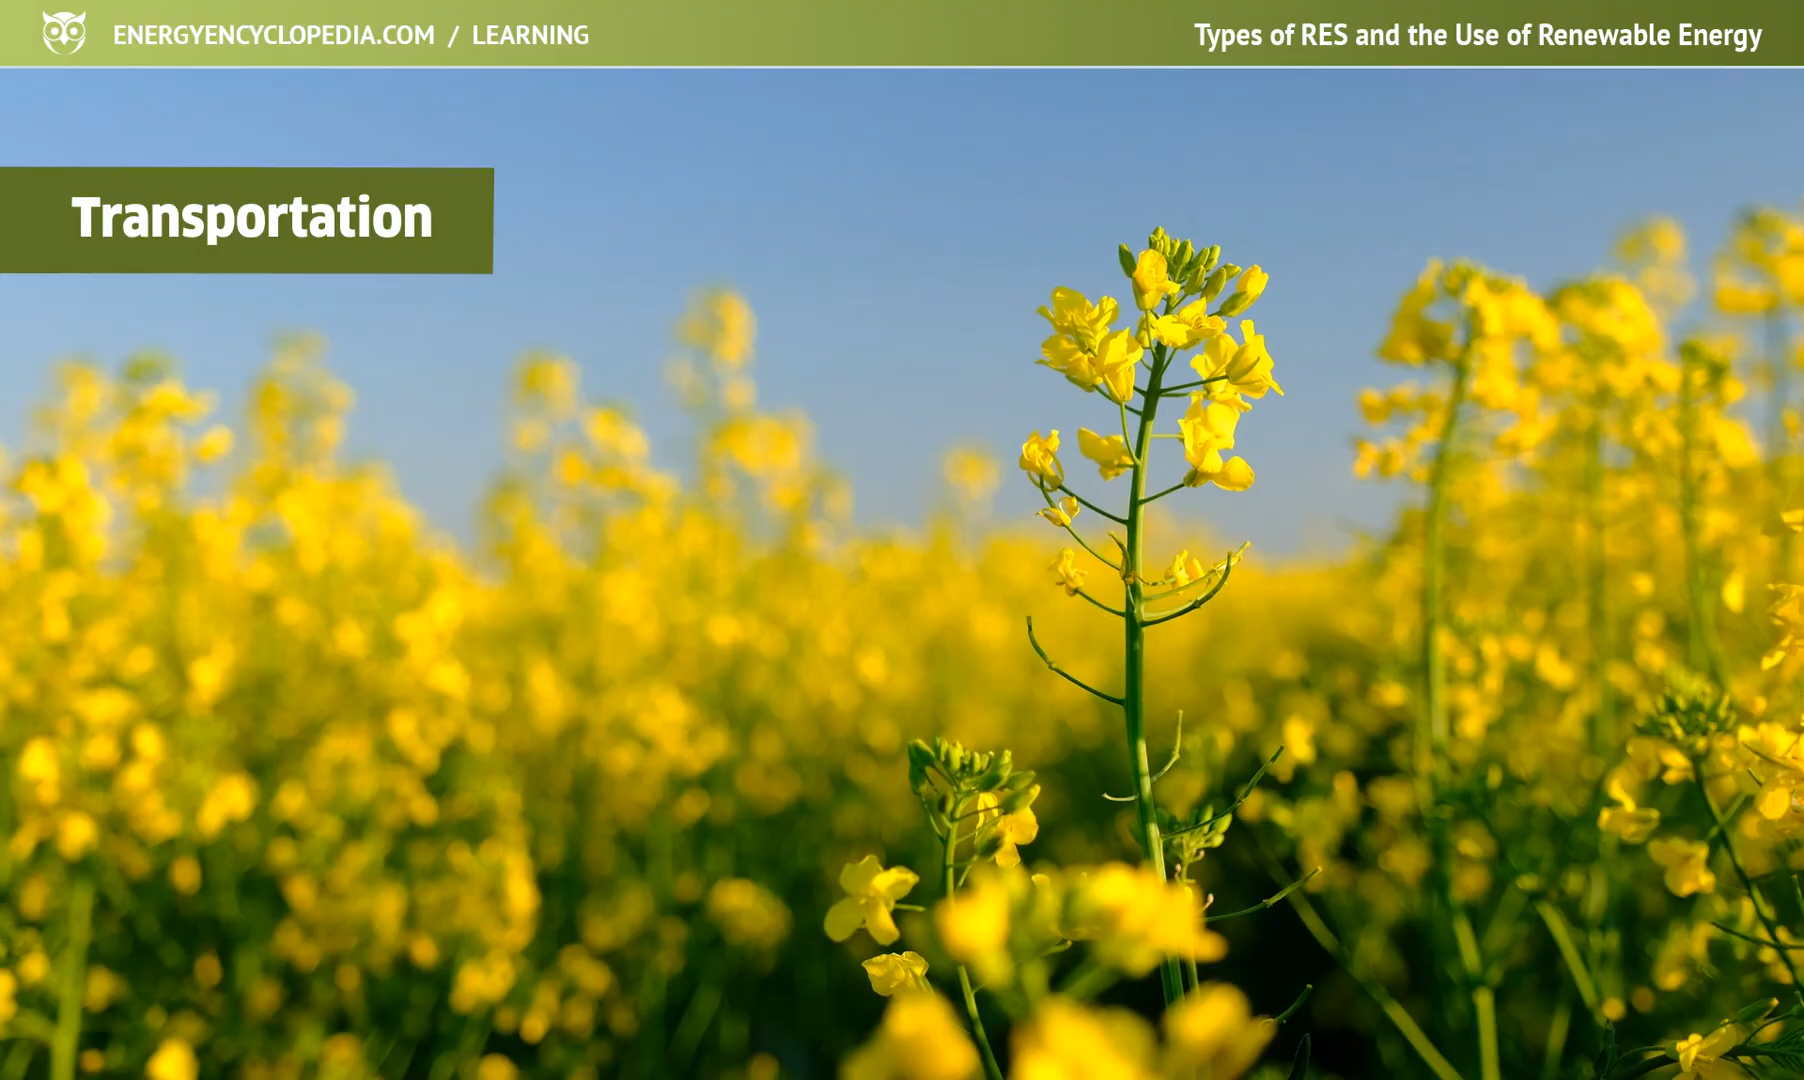 ENERGYENCYCLOPEDIA.COM / LEARNING
Types of RES and the Use of Renewable Energy
Transportation